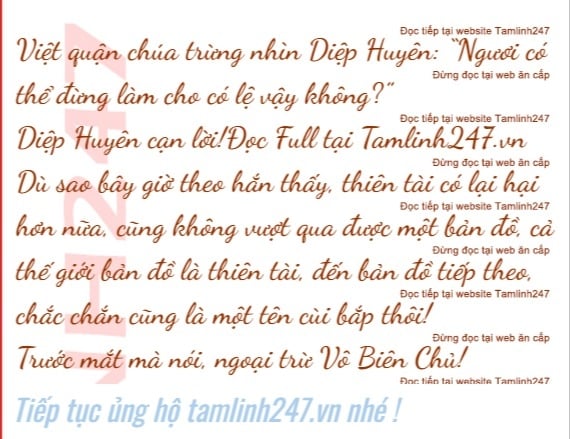 Đọc tiếp tại website Tamlinh247
Việt quận chúa trừng nhìn Diệp Huyên: "Ngươi có
Đừng đọc tại web ăn cắp
thể đừng làm cho có lệ vậy không?"
Đọc tiếp tại website Tamlinh247
Diệp Huyên cạn lời!Đọc Full tại Tamlinh247.vn
Đừng đọc tại web ăn cắp
Dù sao bây giờ theo hắn thấy, thiên tài có lại hại
Đọc tiếp tại website Tamlinh247
hơn nữa, cũng không vượt qua được một bản đồ, cả
Đừng đọc tại web ăn cắp
thế giới bản đồ là thiên tài, đến bản đồ tiếp theo,
Đọc tiếp tại website Tamlinh247
chắc chắn cũng là một tên cùi bắp thôi!
Đừng đọc tại web ăn cắp
Trước mắt mà nói, ngoại trừ Vô Biên Chủ!
Đọc tiếp tại website Tamlinh247
Tiếp tục ủng hộ tamlinh247.vn nhé !
NH247